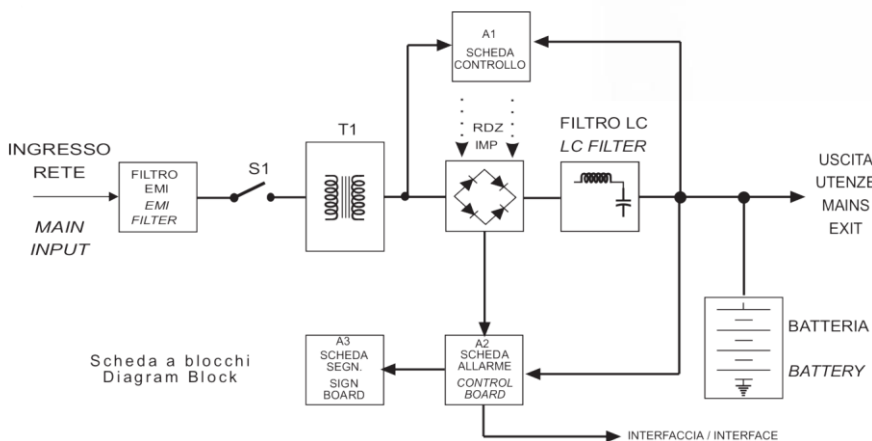 A1
SCHEDA
CONTROLLO
T1
RDZ
IMP
FILTRO LC
LC FILTER
INGRESSO
RETE
FILTRO
EMI
EMI
FILTER
S1
MAIN
INPUT
USCITA
UTENZE
MAINS
EXIT
Scheda a blocchi
Diagram Block
A3
SCHEDA
SEGN.
SIGN
BOARD
A2
SCHEDA
ALLARME
CONTROL
BOARD
BATTERIA
BATTERY
INTERFACCIA / INTERFACE